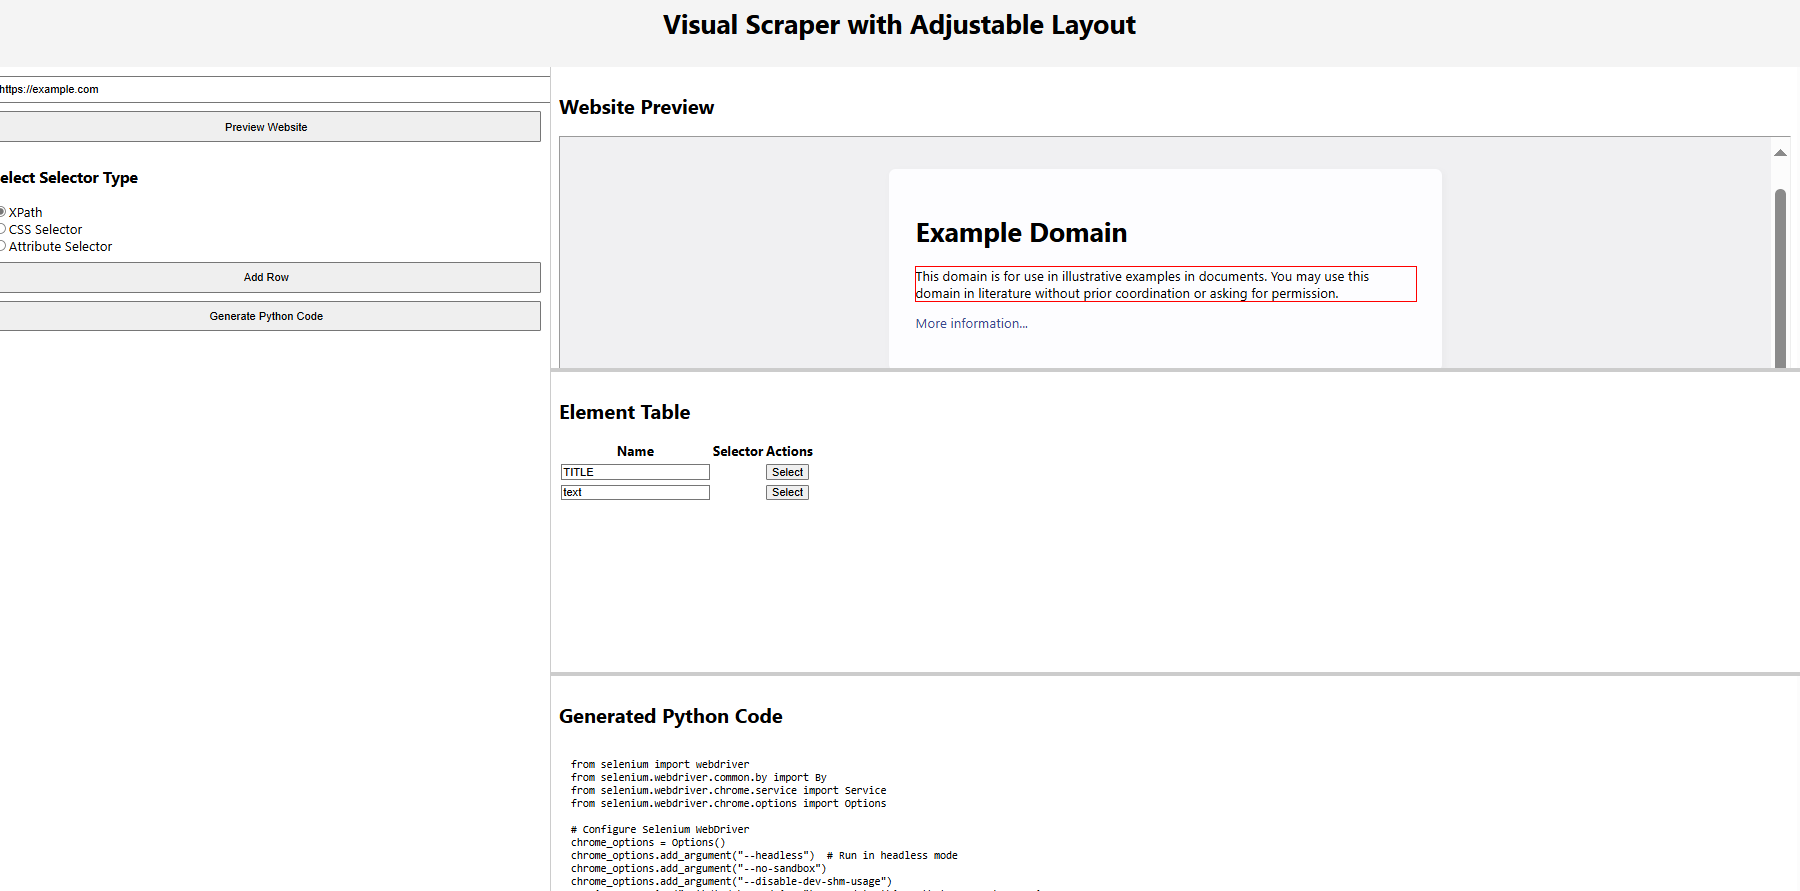 Visual Scraper with Adjustable Layout
https://example.com
Preview Website
elect Selector Type
XPath
CSS Selector
Attribute Selector
Add Row
Generate Python Code
Website Preview
Example Domain
This domain is for use in illustrative examples in documents. You may use this
domain in literature without prior coordination or asking for permission.
More information...
Element Table
Name Selector Actions
TITLE Select
text Select
Generated Python Code
from selenium import webdriver
from selenium.webdriver.common.by import By
from selenium.webdriver.chrome.service import Service
from selenium.webdriver.chrome.options import Options
# Configure Selenium WebDriver
chrome_options = Options()
chrome_options.add_argument("--headless")  # Run in headless mode
chrome_options.add_argument("--no-sandbox")
chrome_options.add_argument("--disable-dev-shm-usage")